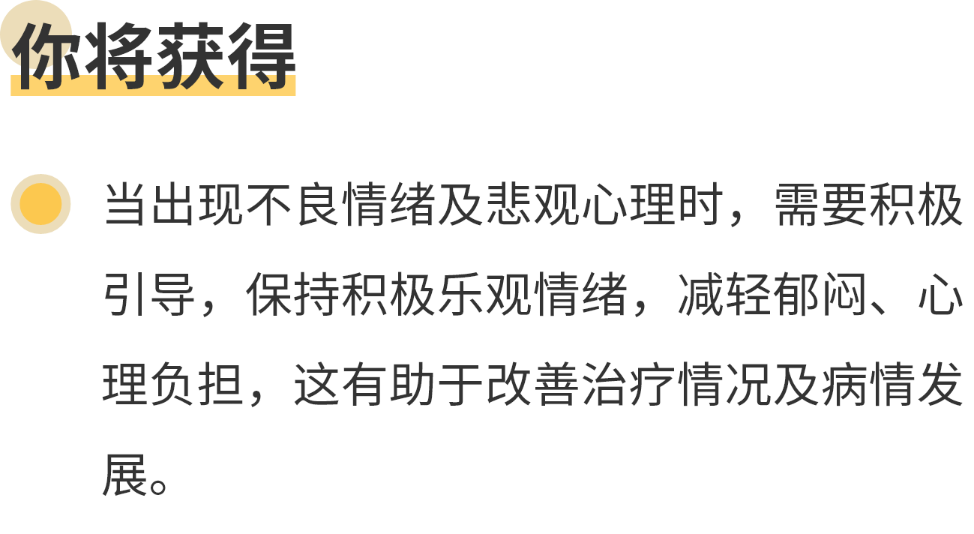 你将获得
当出现不良情绪及悲观心理时，需要积极
引导，保持积极乐观情绪，减轻郁闷、心
理负担，这有助于改善治疗情况及病情发
展。